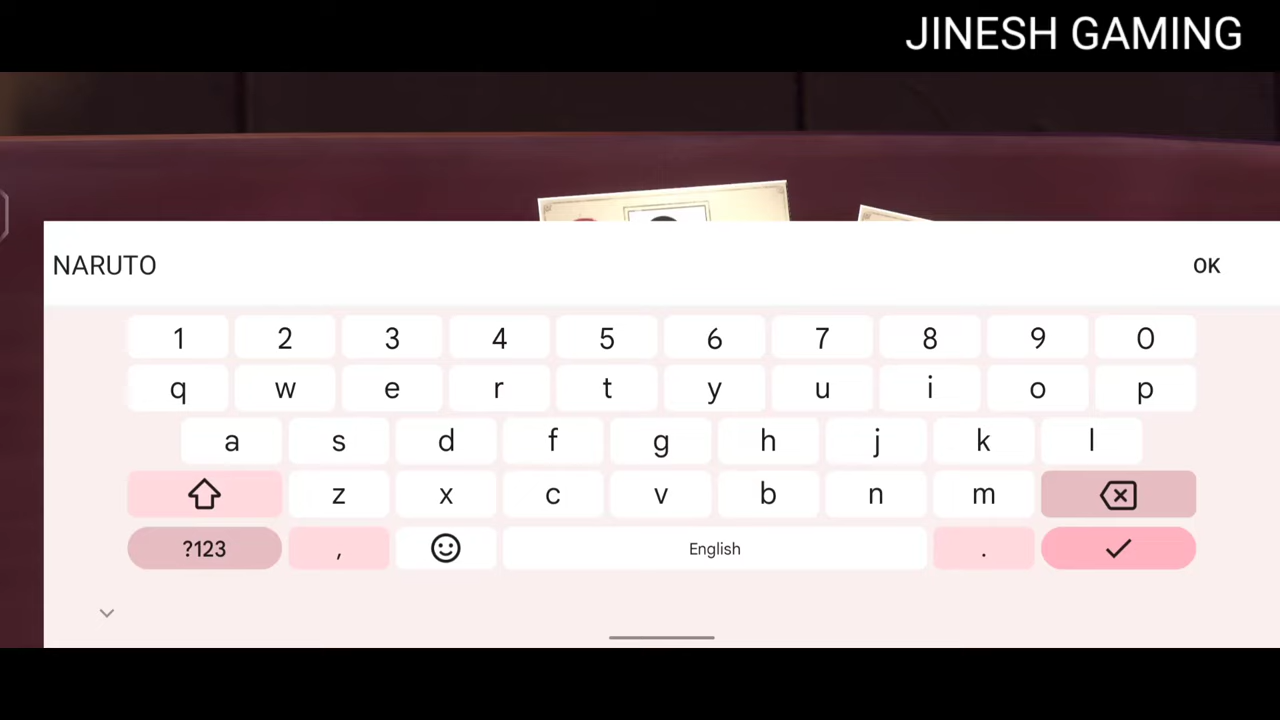 JINESH GAMING
NARUTO
OK
1 2 3 4 5 6 7 8 9 0
q w e r t y u i o p
a s d f g h j k l
z x c v b n m
?123 , English .